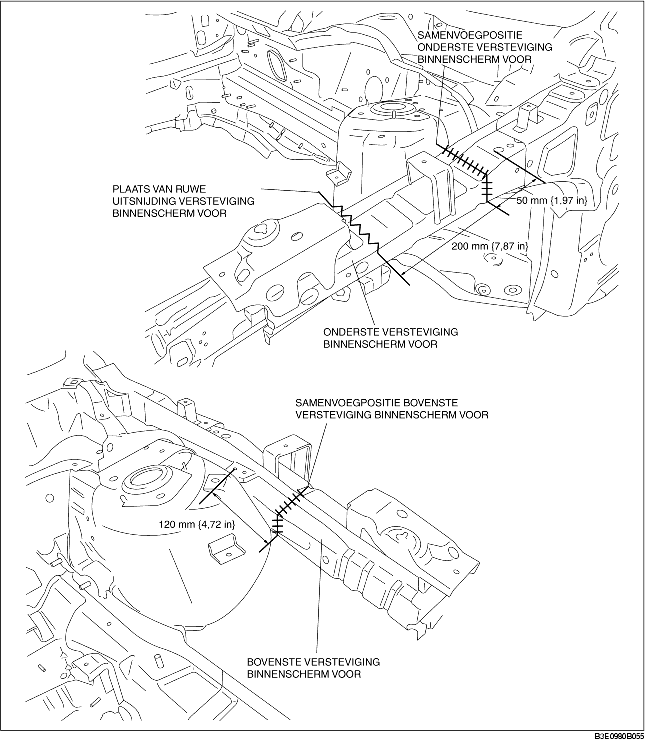 SAMENVOEGPOSITIE
ONDERSTE VERSTEVIGING
BINNENSCHERM VOOR
PLAATS VAN RUWE
UITSNIJDING VERSTEVIGING
BINNENSCHERM VOOR
50 mm {1,97 in}
200 mm {7,87 in}
ONDERSTE VERSTEVIGING
BINNENSCHERM VOOR
SAMENVOEGPOSITIE BOVENSTE
VERSTEVIGING BINNENSCHERM VOOR
120 mm {4,72 in}
BOVENSTE VERSTEVIGING
BINNENSCHERM VOOR
B3E0980B055